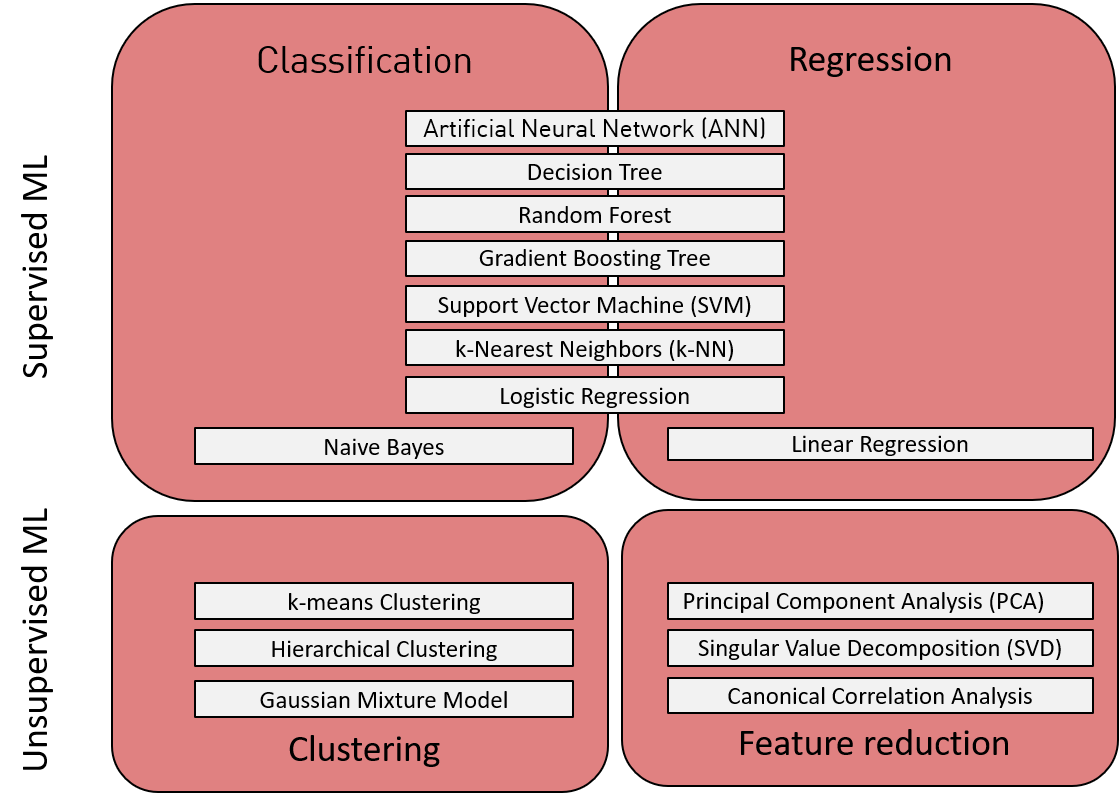 Supervised ML
Classification
Regression
Artificial Neural Network (ANN)
Decision Tree
Random Forest
Gradient Boosting Tree
Support Vector Machine (SVM)
k-Nearest Neighbors (k-NN)
Logistic Regression
Naive Bayes
Linear Regression
Unsupervised ML
k-means Clustering
Hierarchical Clustering
Gaussian Mixture Model
Clustering
Principal Component Analysis (PCA)
Singular Value Decomposition (SVD)
Canonical Correlation Analysis
Feature reduction